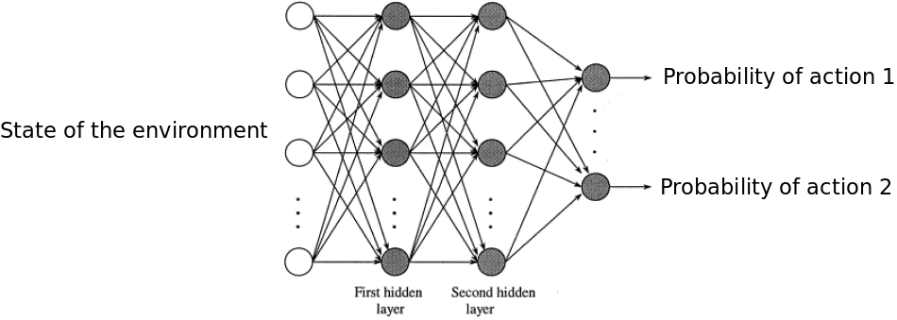 Probability of action 1
State of the environment
Probability of action 2
First hidden
layer
Second hidden
layer